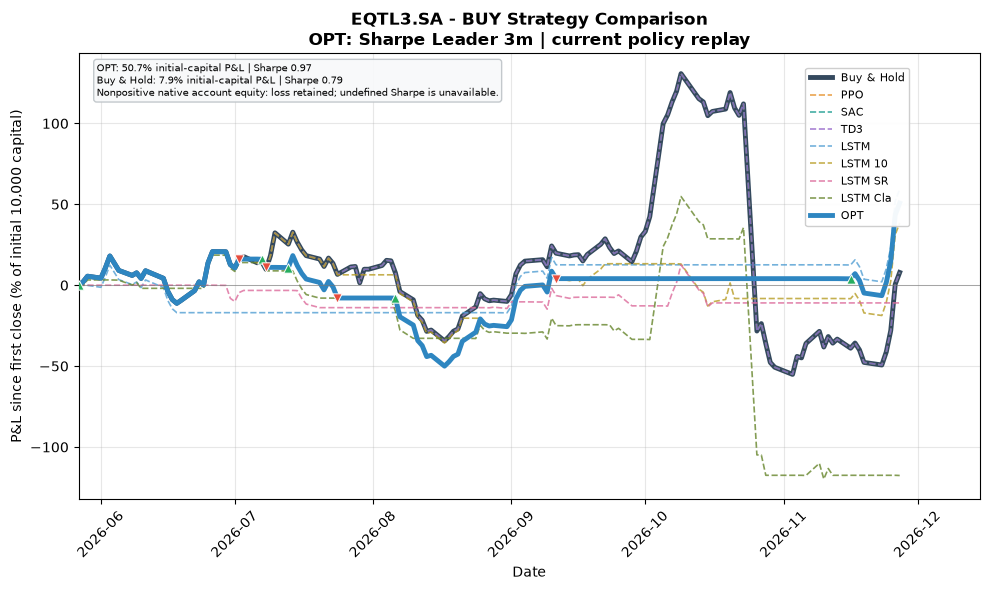 EQTL3.SA - BUY Strategy Comparison
OPT: Sharpe Leader 3m | current policy replay
OPT: 50.7% initial-capital P&L | Sharpe 0.97
Buy & Hold: 7.9% initial-capital P&L | Sharpe 0.79
Nonpositive native account equity: loss retained; undefined Sharpe is unavailable.
Buy & Hold
PPO
SAC
TD3
LSTM
LSTM 10
LSTM SR
LSTM Cla
OPT
P&L since first close (% of initial 10,000 capital)
100
50
0
−50
−100
2026-06
2026-07
2026-08
2026-09
2026-10
2026-11
2026-12
Date